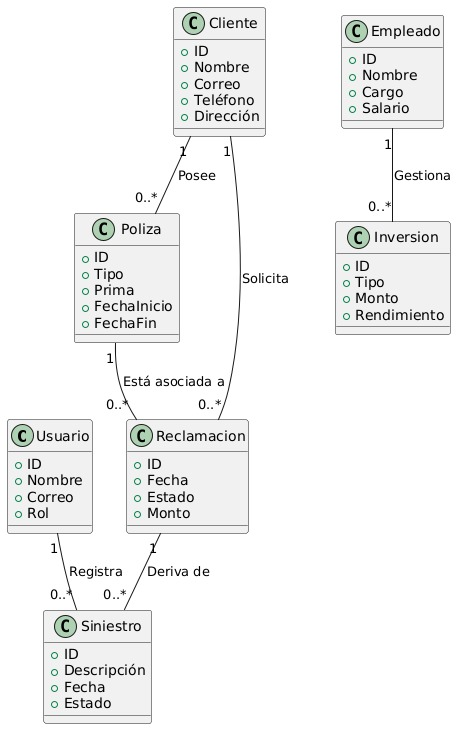 C Cliente
ID
Nombre
Correo
Teléfono
Dirección
C Empleado
ID
Nombre
Cargo
Salario
1
1
1
Posee
Gestiona
0..*
0..*
C Poliza
ID
Tipo
Prima
FechaInicio
FechaFin
C Inversion
ID
Tipo
Monto
Rendimiento
Solicita
1
Está asociada a
0..*
0..*
C Usuario
ID
Nombre
Correo
Rol
C Reclamacion
ID
Fecha
Estado
Monto
1
1
Registra
Deriva de
0..*
0..*
C Siniestro
ID
Descripción
Fecha
Estado